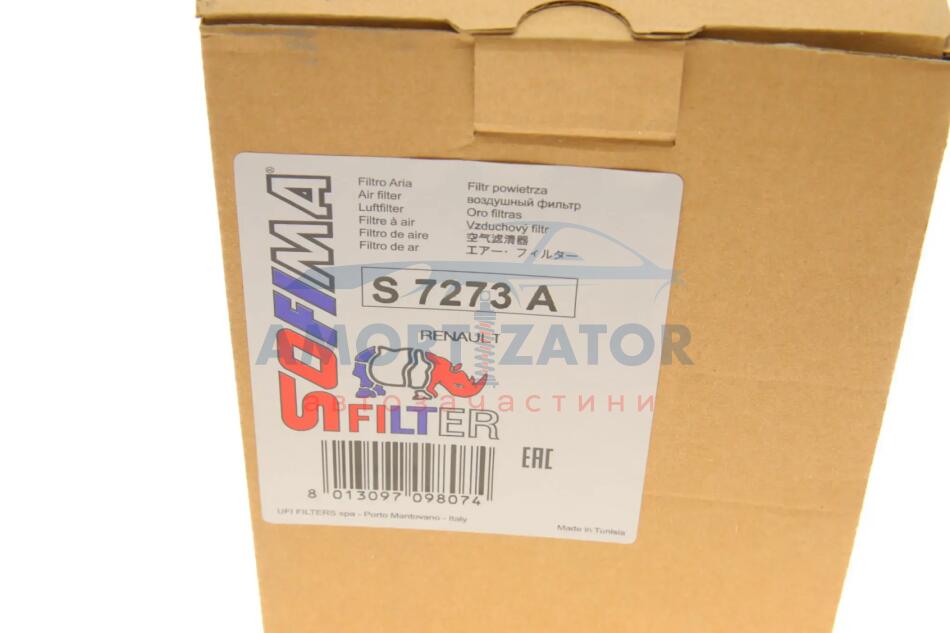 SOFIMA®
Filtro Aria
Air filter
Luftfilter
Filtre à air
Filtro de aire
Filtro de ar
Filtr powietrza
воздушный фильтр
Oro filtras
Vzduchový filtr
空气滤清器
エアー・フィルター
S 7273 A
RENAULT
AMORTIZATOR
автозачастини
FILTER
8 013097 098074
EAC
UFI FILTERS spa - Porto Mantovano - Italy
Made in Tunisia